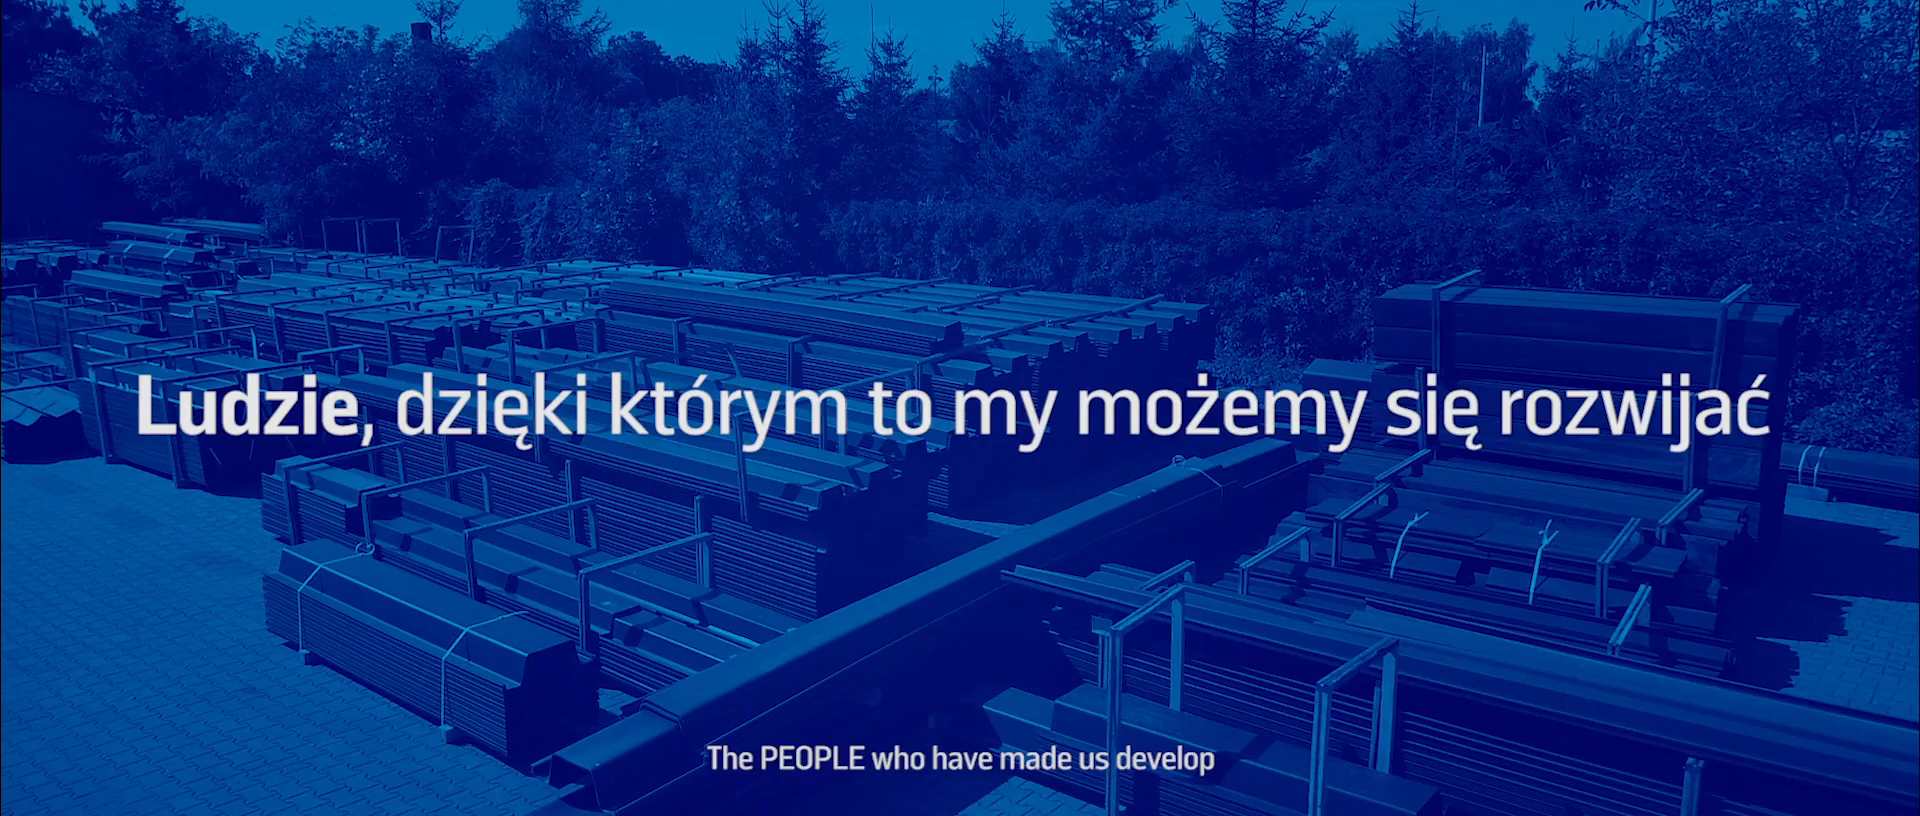 Ludzie, dzięki którym to my możemy się rozwijać
The PEOPLE who have made us develop